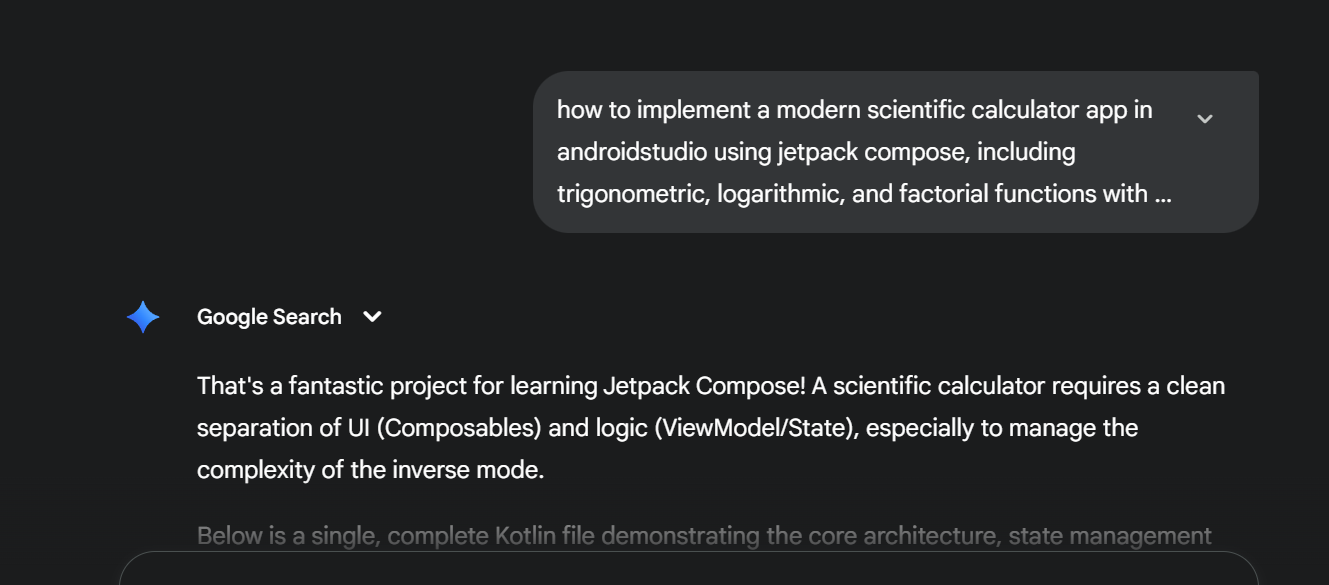 how to implement a modern scientific calculator app in
androidstudio using jetpack compose, including
trigonometric, logarithmic, and factorial functions with ...
Google Search
That's a fantastic project for learning Jetpack Compose! A scientific calculator requires a clean
separation of UI (Composables) and logic (ViewModel/State), especially to manage the
complexity of the inverse mode.
Below is a single, complete Kotlin file demonstrating the core architecture, state management